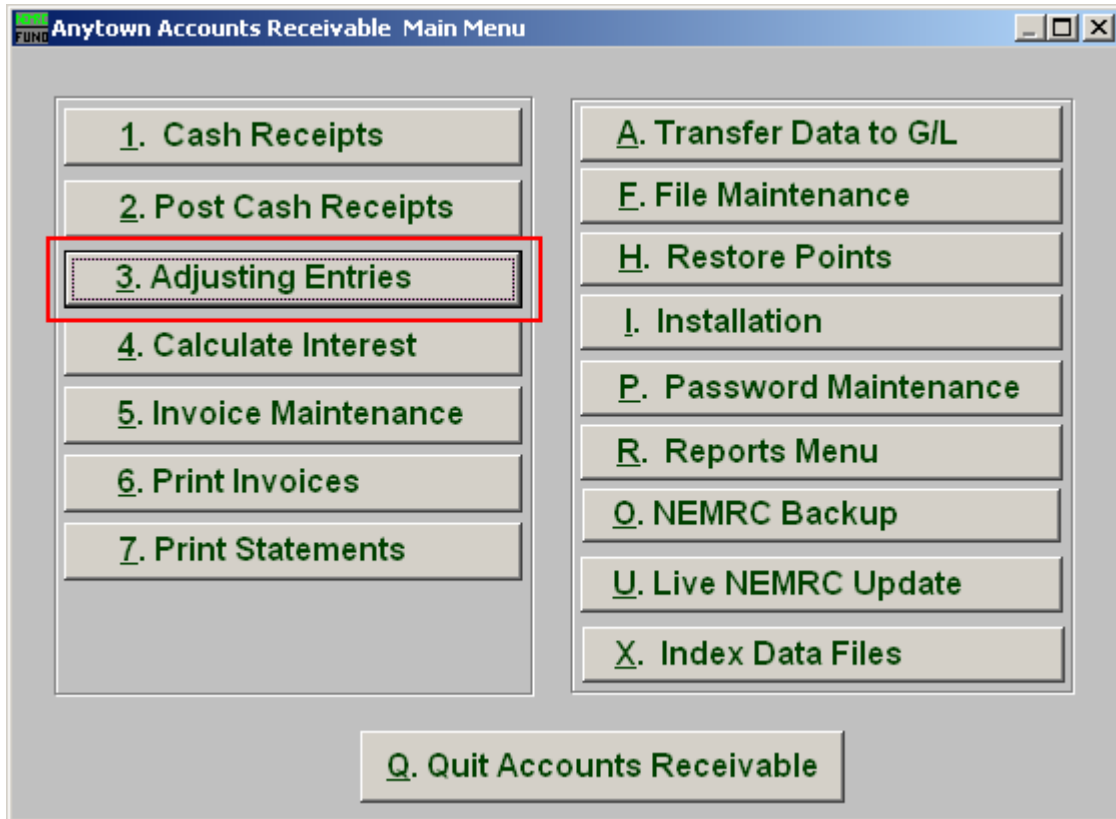 NEMRC
FUND
Anytown Accounts Receivable Main Menu
1. Cash Receipts
2. Post Cash Receipts
3. Adjusting Entries
4. Calculate Interest
5. Invoice Maintenance
6. Print Invoices
7. Print Statements
A. Transfer Data to G/L
F. File Maintenance
H. Restore Points
I. Installation
P. Password Maintenance
R. Reports Menu
O. NEMRC Backup
U. Live NEMRC Update
X. Index Data Files
Q. Quit Accounts Receivable